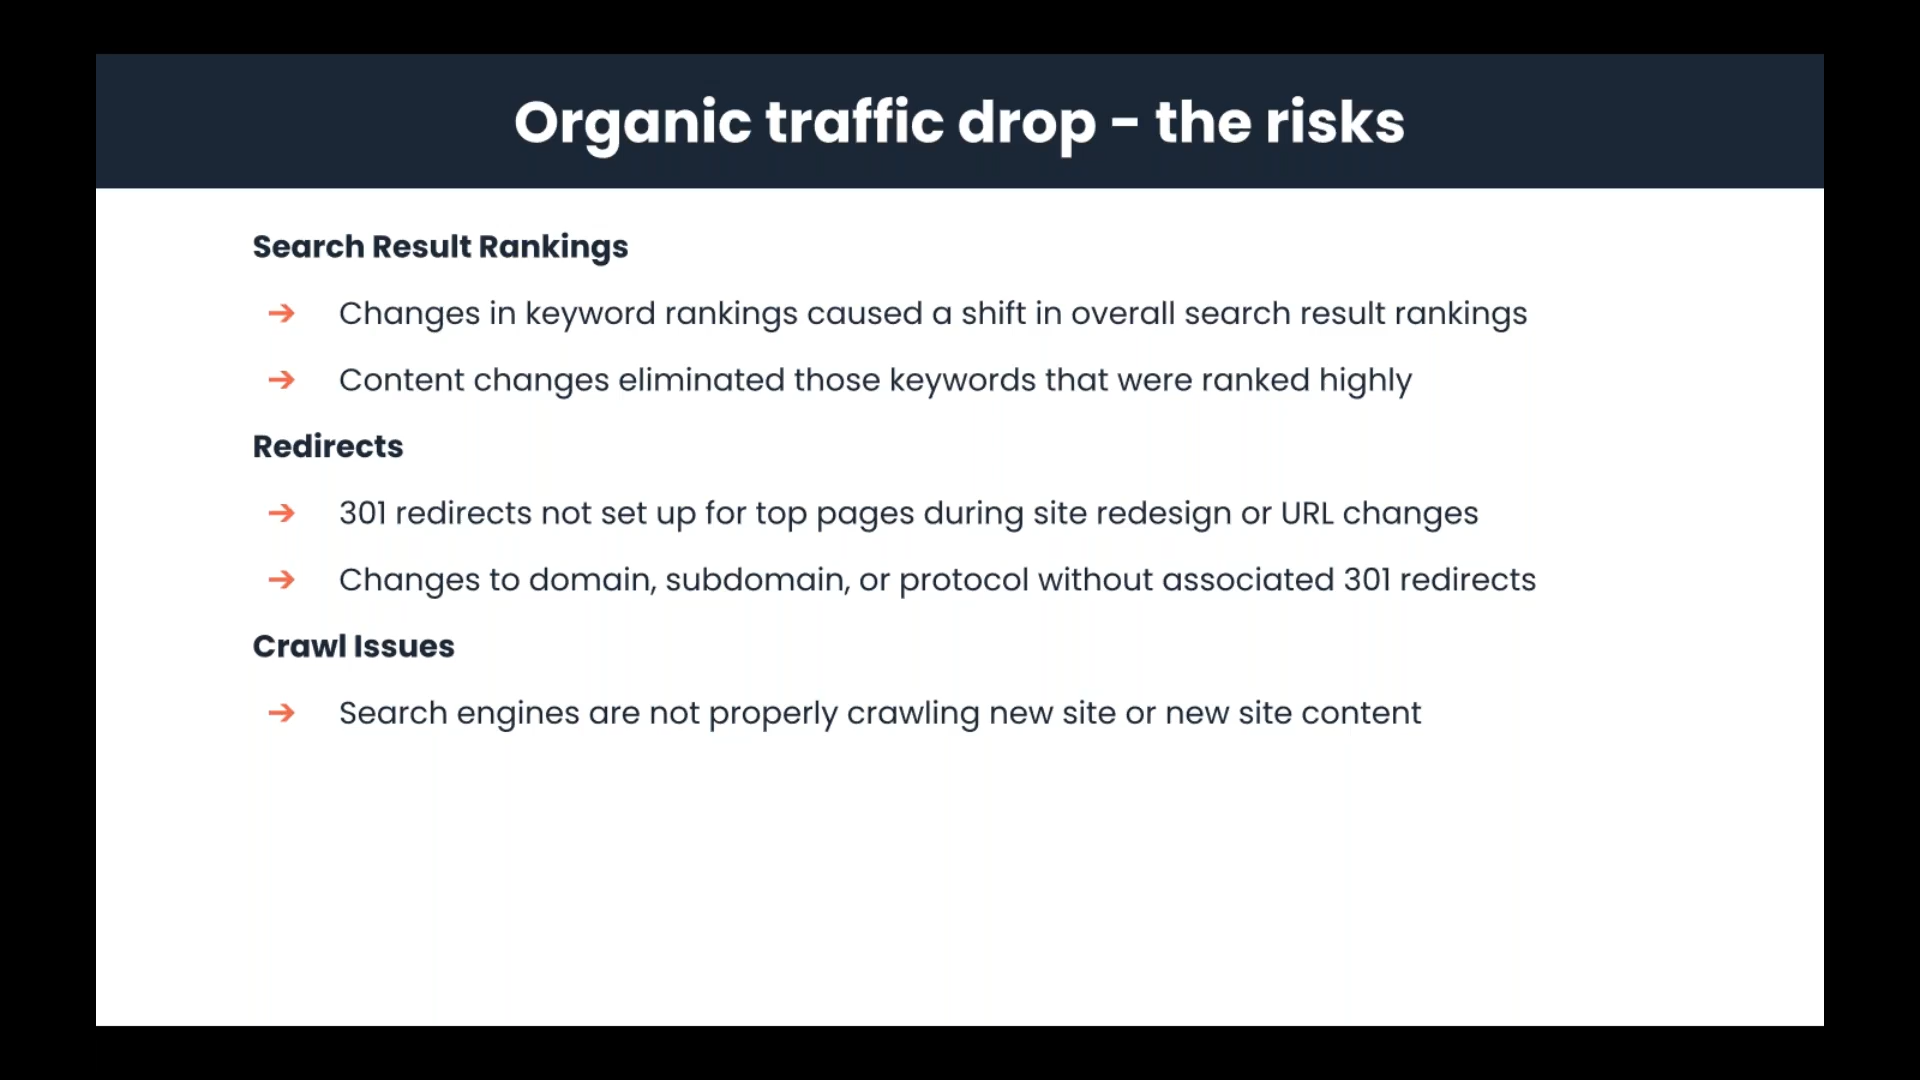 Organic traffic drop - the risks
Search Result Rankings
➔ Changes in keyword rankings caused a shift in overall search result rankings
➔ Content changes eliminated those keywords that were ranked highly
Redirects
➔ 301 redirects not set up for top pages during site redesign or URL changes
➔ Changes to domain, subdomain, or protocol without associated 301 redirects
Crawl Issues
➔ Search engines are not properly crawling new site or new site content